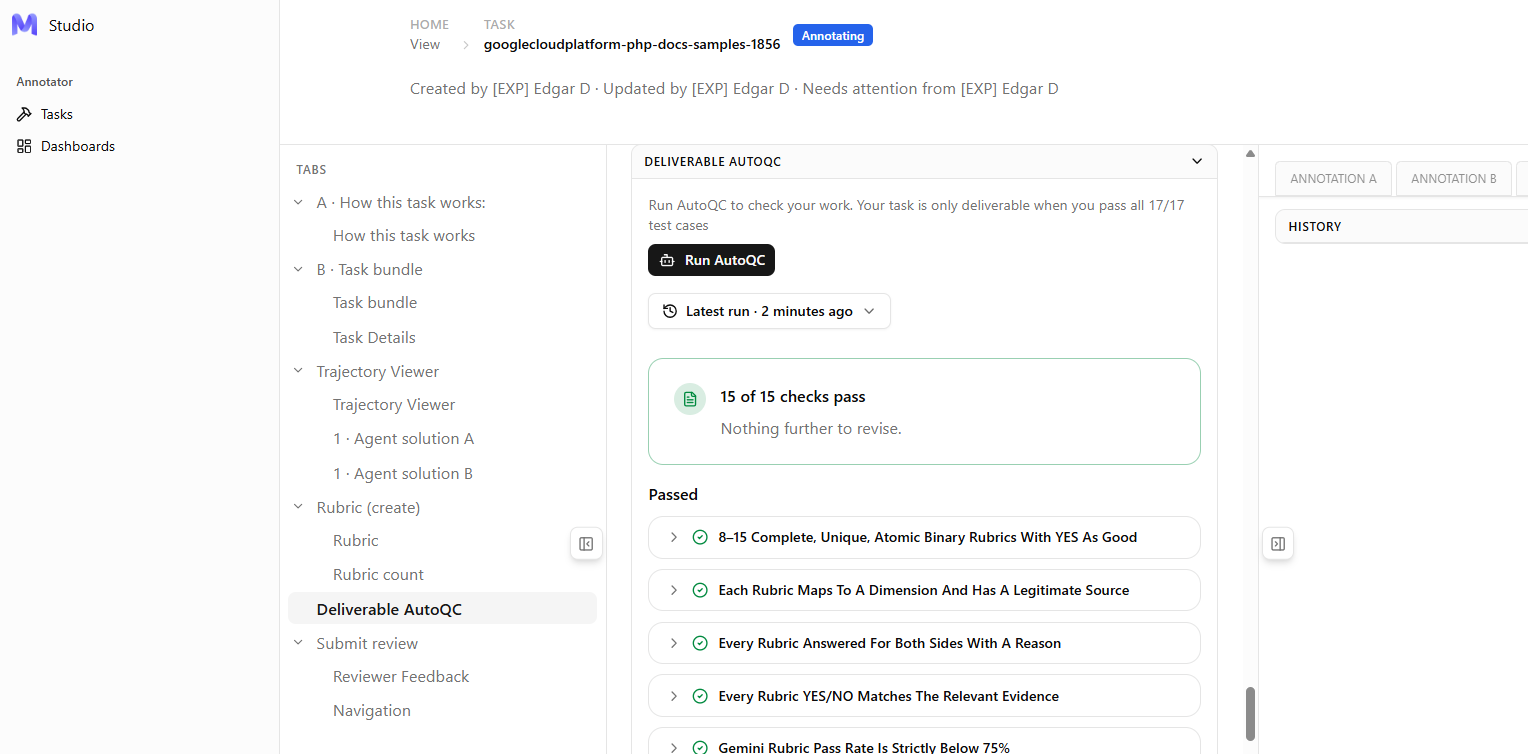 Studio
Annotator
Tasks
Dashboards
HOME
View
TASK
googlecloudplatform-php-docs-samples-1856
Annotating
Created by [EXP] Edgar D · Updated by [EXP] Edgar D · Needs attention from [EXP] Edgar D
TABS
A · How this task works:
How this task works
B · Task bundle
Task bundle
Task Details
Trajectory Viewer
Trajectory Viewer
1 · Agent solution A
1 · Agent solution B
Rubric (create)
Rubric
Rubric count
Deliverable AutoQC
Submit review
Reviewer Feedback
Navigation
DELIVERABLE AUTOQC
Run AutoQC to check your work. Your task is only deliverable when you pass all 17/17
test cases
Run AutoQC
Latest run · 2 minutes ago
15 of 15 checks pass
Nothing further to revise.
Passed
8–15 Complete, Unique, Atomic Binary Rubrics With YES As Good
Each Rubric Maps To A Dimension And Has A Legitimate Source
Every Rubric Answered For Both Sides With A Reason
Every Rubric YES/NO Matches The Relevant Evidence
Gemini Rubric Pass Rate Is Strictly Below 75%
ANNOTATION A
ANNOTATION B
HISTORY